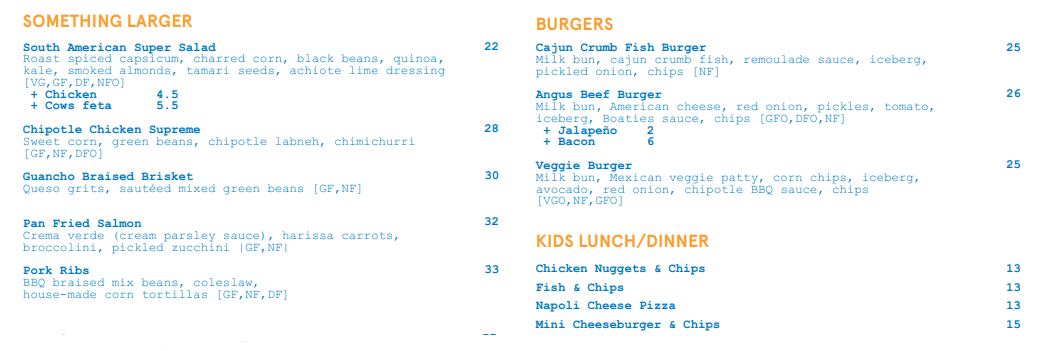 SOMETHING LARGER
South American Super Salad 22
Roast spiced capsicum, charred corn, black beans, quinoa,
kale, smoked almonds, tamari seeds, achiote lime dressing
[VG,GF,DF,NFO]
+ Chicken 4.5
+ Cows feta 5.5
Chipotle Chicken Supreme 28
Sweet corn, green beans, chipotle labneh, chimichurri
[GF,NF,DFO]
Guancho Braised Brisket 30
Queso grits, sautéed mixed green beans [GF,NF]
Pan Fried Salmon 32
Crema verde (cream parsley sauce), harissa carrots,
broccolini, pickled zucchini |GF,NF|
Pork Ribs 33
BBQ braised mix beans, coleslaw,
house-made corn tortillas [GF,NF,DF]
BURGERS
Cajun Crumb Fish Burger 25
Milk bun, cajun crumb fish, remoulade sauce, iceberg,
pickled onion, chips [NF]
Angus Beef Burger 26
Milk bun, American cheese, red onion, pickles, tomato,
iceberg, Boaties sauce, chips [GFO,DFO,NF]
+ Jalapeño 2
+ Bacon 6
Veggie Burger 25
Milk bun, Mexican veggie patty, corn chips, iceberg,
avocado, red onion, chipotle BBQ sauce, chips
[VGO,NF,GFO]
KIDS LUNCH/DINNER
Chicken Nuggets & Chips 13
Fish & Chips 13
Napoli Cheese Pizza 13
Mini Cheeseburger & Chips 15